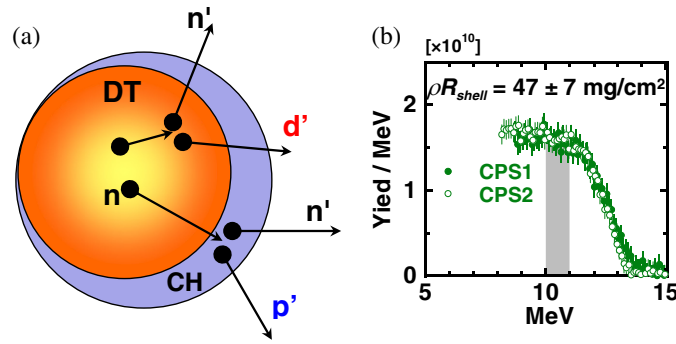 (a)
n'
DT
d'
n
n'
CH
p'
(b)
[×10¹⁰]
ρR_shell = 47 ± 7 mg/cm²
Yied / MeV
2
1
0
CPS1
CPS2
5
10
15
MeV